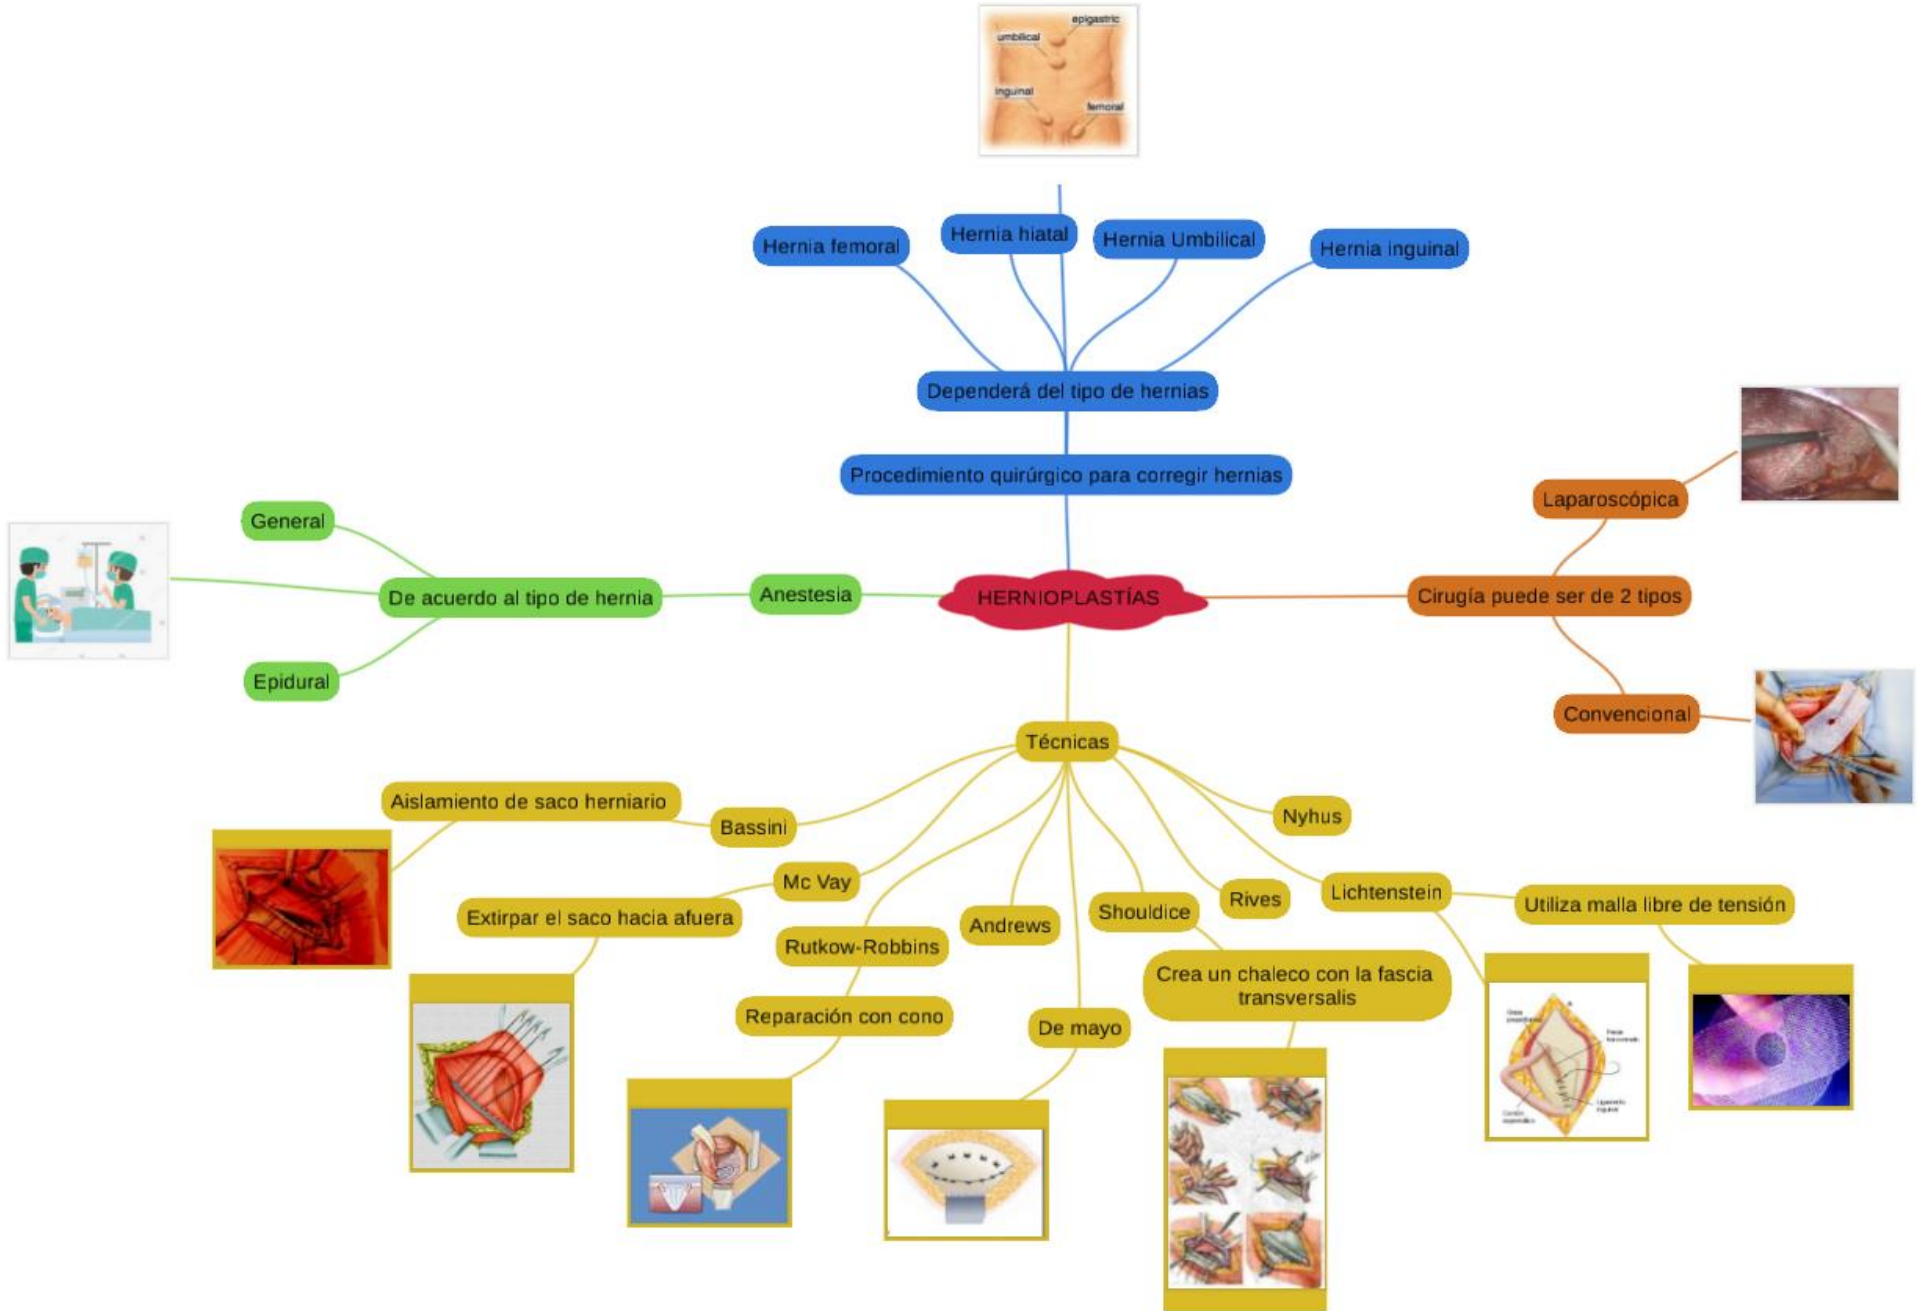 epigastric
umbilical
inguinal
femoral
Hernia femoral
Hernia hiatal
Hernia Umbilical
Hernia inguinal
Dependerá del tipo de hernias
Procedimiento quirúrgico para corregir hernias
General
De acuerdo al tipo de hernia
Anestesia
Epidural
HERNIOPLASTÍAS
Laparoscópica
Cirugía puede ser de 2 tipos
Convencional
Técnicas
Aislamiento de saco herniario
Bassini
Nyhus
Mc Vay
Extirpar el saco hacia afuera
Rutkow-Robbins
Reparación con cono
Andrews
De mayo
Shouldice
Crea un chaleco con la fascia
transversalis
Rives
Lichtenstein
Utiliza malla libre de tensión